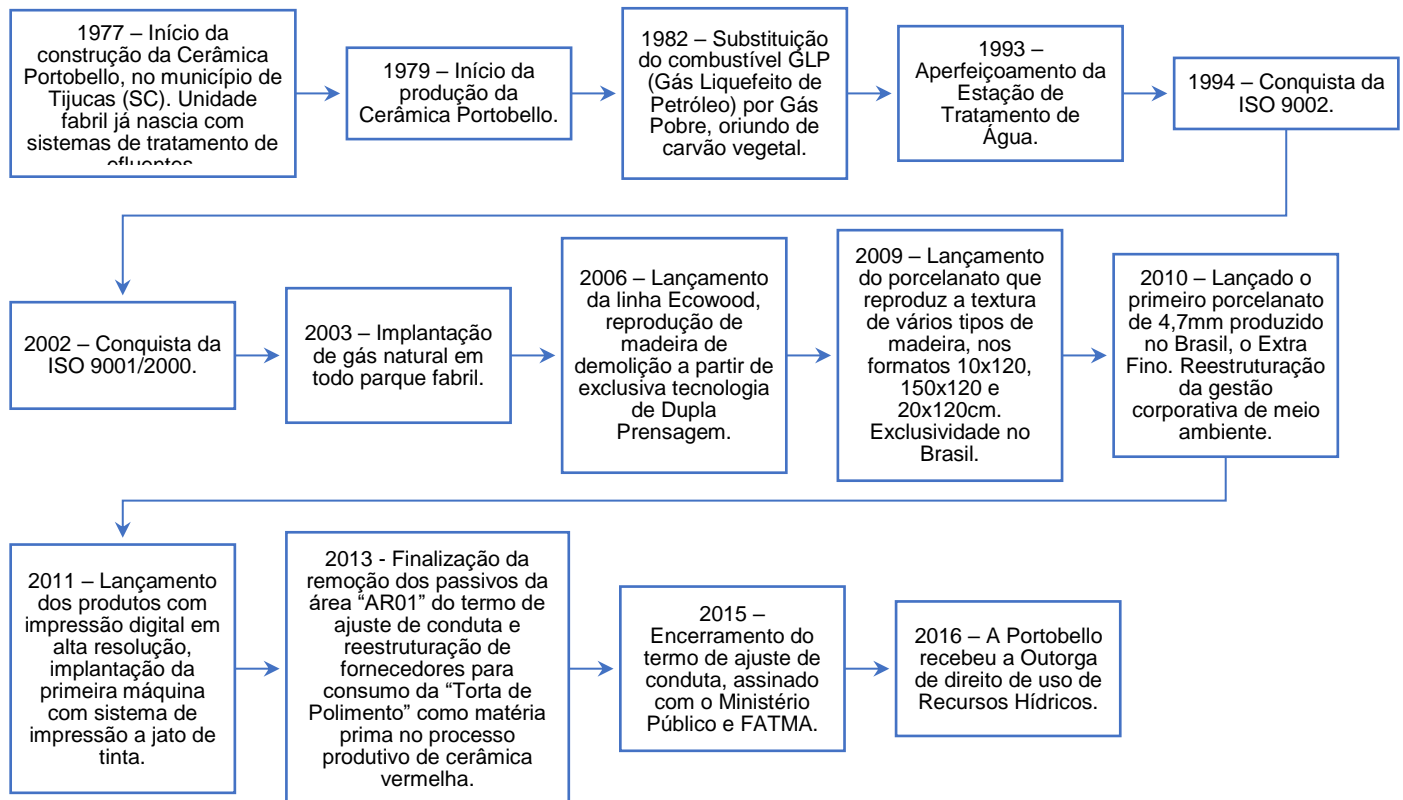 1977 – Início da
construção da Cerâmica
Portobello, no município de
Tijucas (SC). Unidade
fabril já nascia com
sistemas de tratamento de
efluentes.
1979 – Início da
produção da
Cerâmica Portobello.
1982 – Substituição
do combustível GLP
(Gás Liquefeito de
Petróleo) por Gás
Pobre, oriundo de
carvão vegetal.
1993 –
Aperfeiçoamento da
Estação de
Tratamento de
Água.
1994 – Conquista da
ISO 9002.
2002 – Conquista da
ISO 9001/2000.
2003 – Implantação
de gás natural em
todo parque fabril.
2006 – Lançamento
da linha Ecowood,
reprodução de
madeira de
demolição a partir de
exclusiva tecnologia
de Dupla
Prensagem.
2009 – Lançamento
do porcelanato que
reproduz a textura
de vários tipos de
madeira, nos
formatos 10x120,
150x120 e
20x120cm.
Exclusividade no
Brasil.
2010 – Lançado o
primeiro porcelanato
de 4,7mm produzido
no Brasil, o Extra
Fino. Reestruturação
da gestão
corporativa de meio
ambiente.
2011 – Lançamento
dos produtos com
impressão digital em
alta resolução,
implantação da
primeira máquina
com sistema de
impressão a jato de
tinta.
2013 - Finalização da
remoção dos passivos da
área “AR01” do termo de
ajuste de conduta e
reestruturação de
fornecedores para
consumo da “Torta de
Polimento” como matéria
prima no processo
produtivo de cerâmica
vermelha.
2015 –
Encerramento do
termo de ajuste de
conduta, assinado
com o Ministério
Público e FATMA.
2016 – A Portobello
recebeu a Outorga
de direito de uso de
Recursos Hídricos.